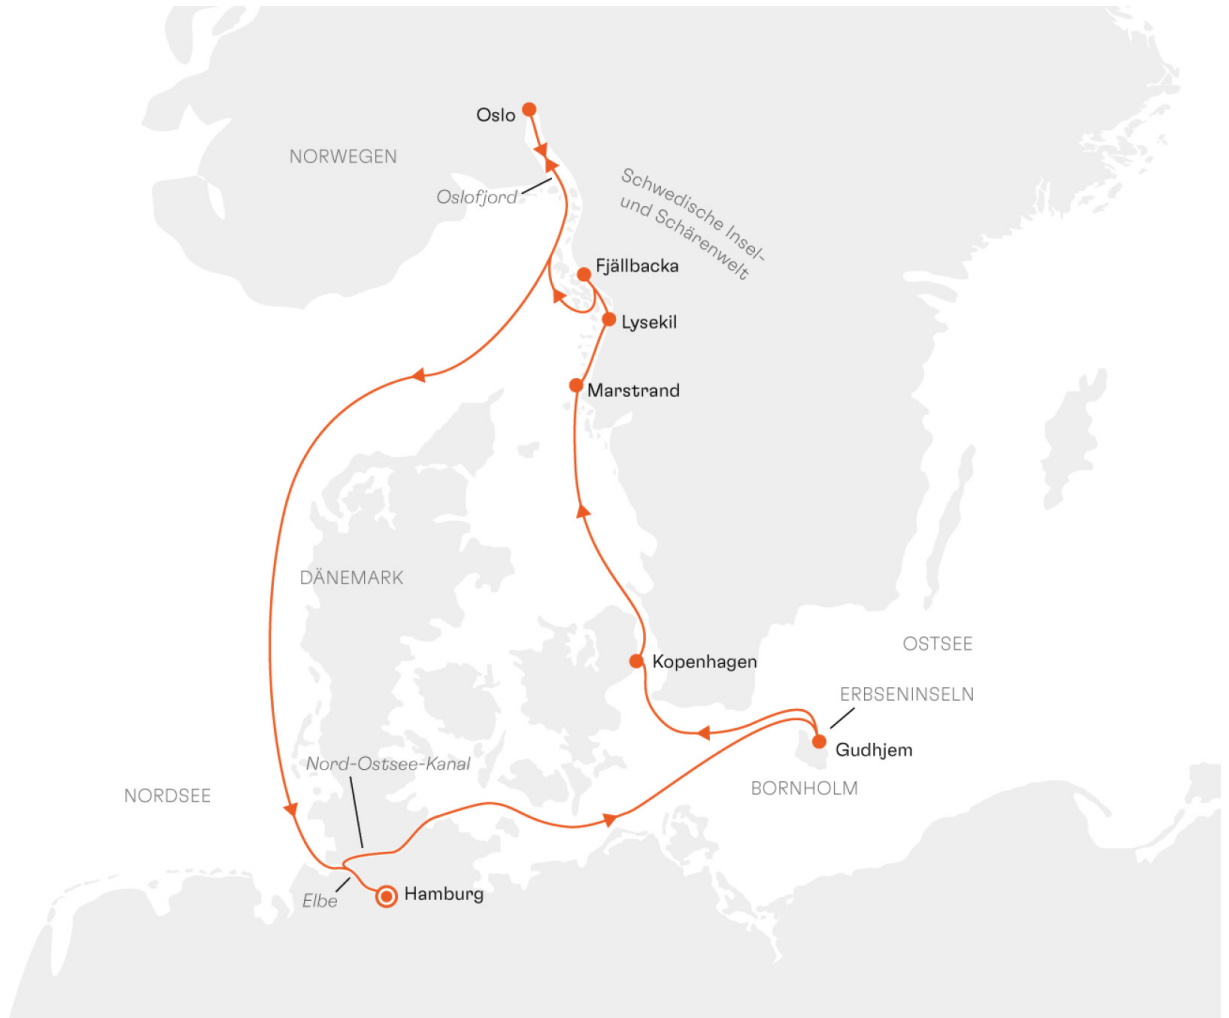 Oslo
NORWEGEN
Oslofjord
Schwedische Insel-
und Schärenwelt
Fjällbacka
Lysekil
Marstrand
DÄNEMARK
OSTSEE
Kopenhagen
ERBSENINSELN
Gudhjem
Nord-Ostsee-Kanal
BORNHOLM
NORDSEE
Elbe
Hamburg